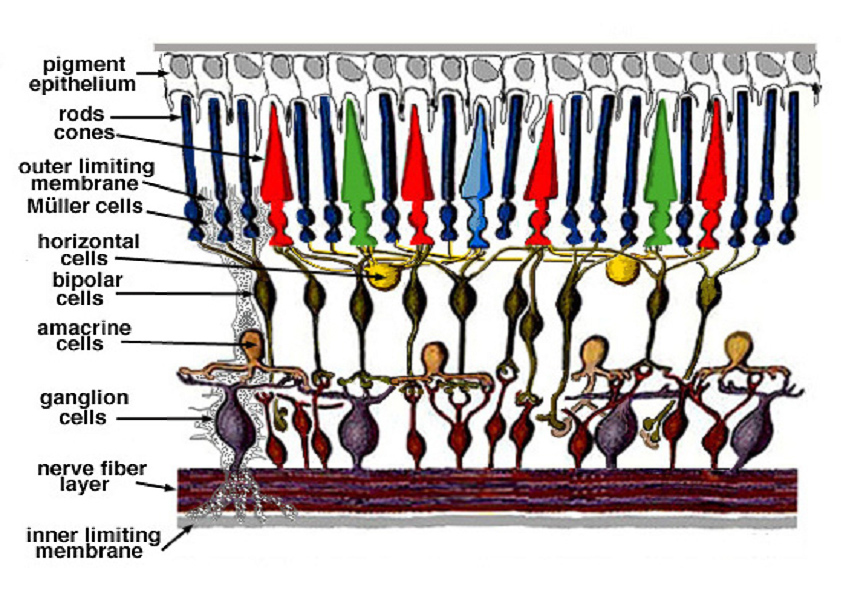 pigment
epithelium
rods
cones
outer limiting
membrane
Müller cells
horizontal
cells
bipolar
cells
amacrine
cells
ganglion
cells
nerve fiber
layer
inner limiting
membrane